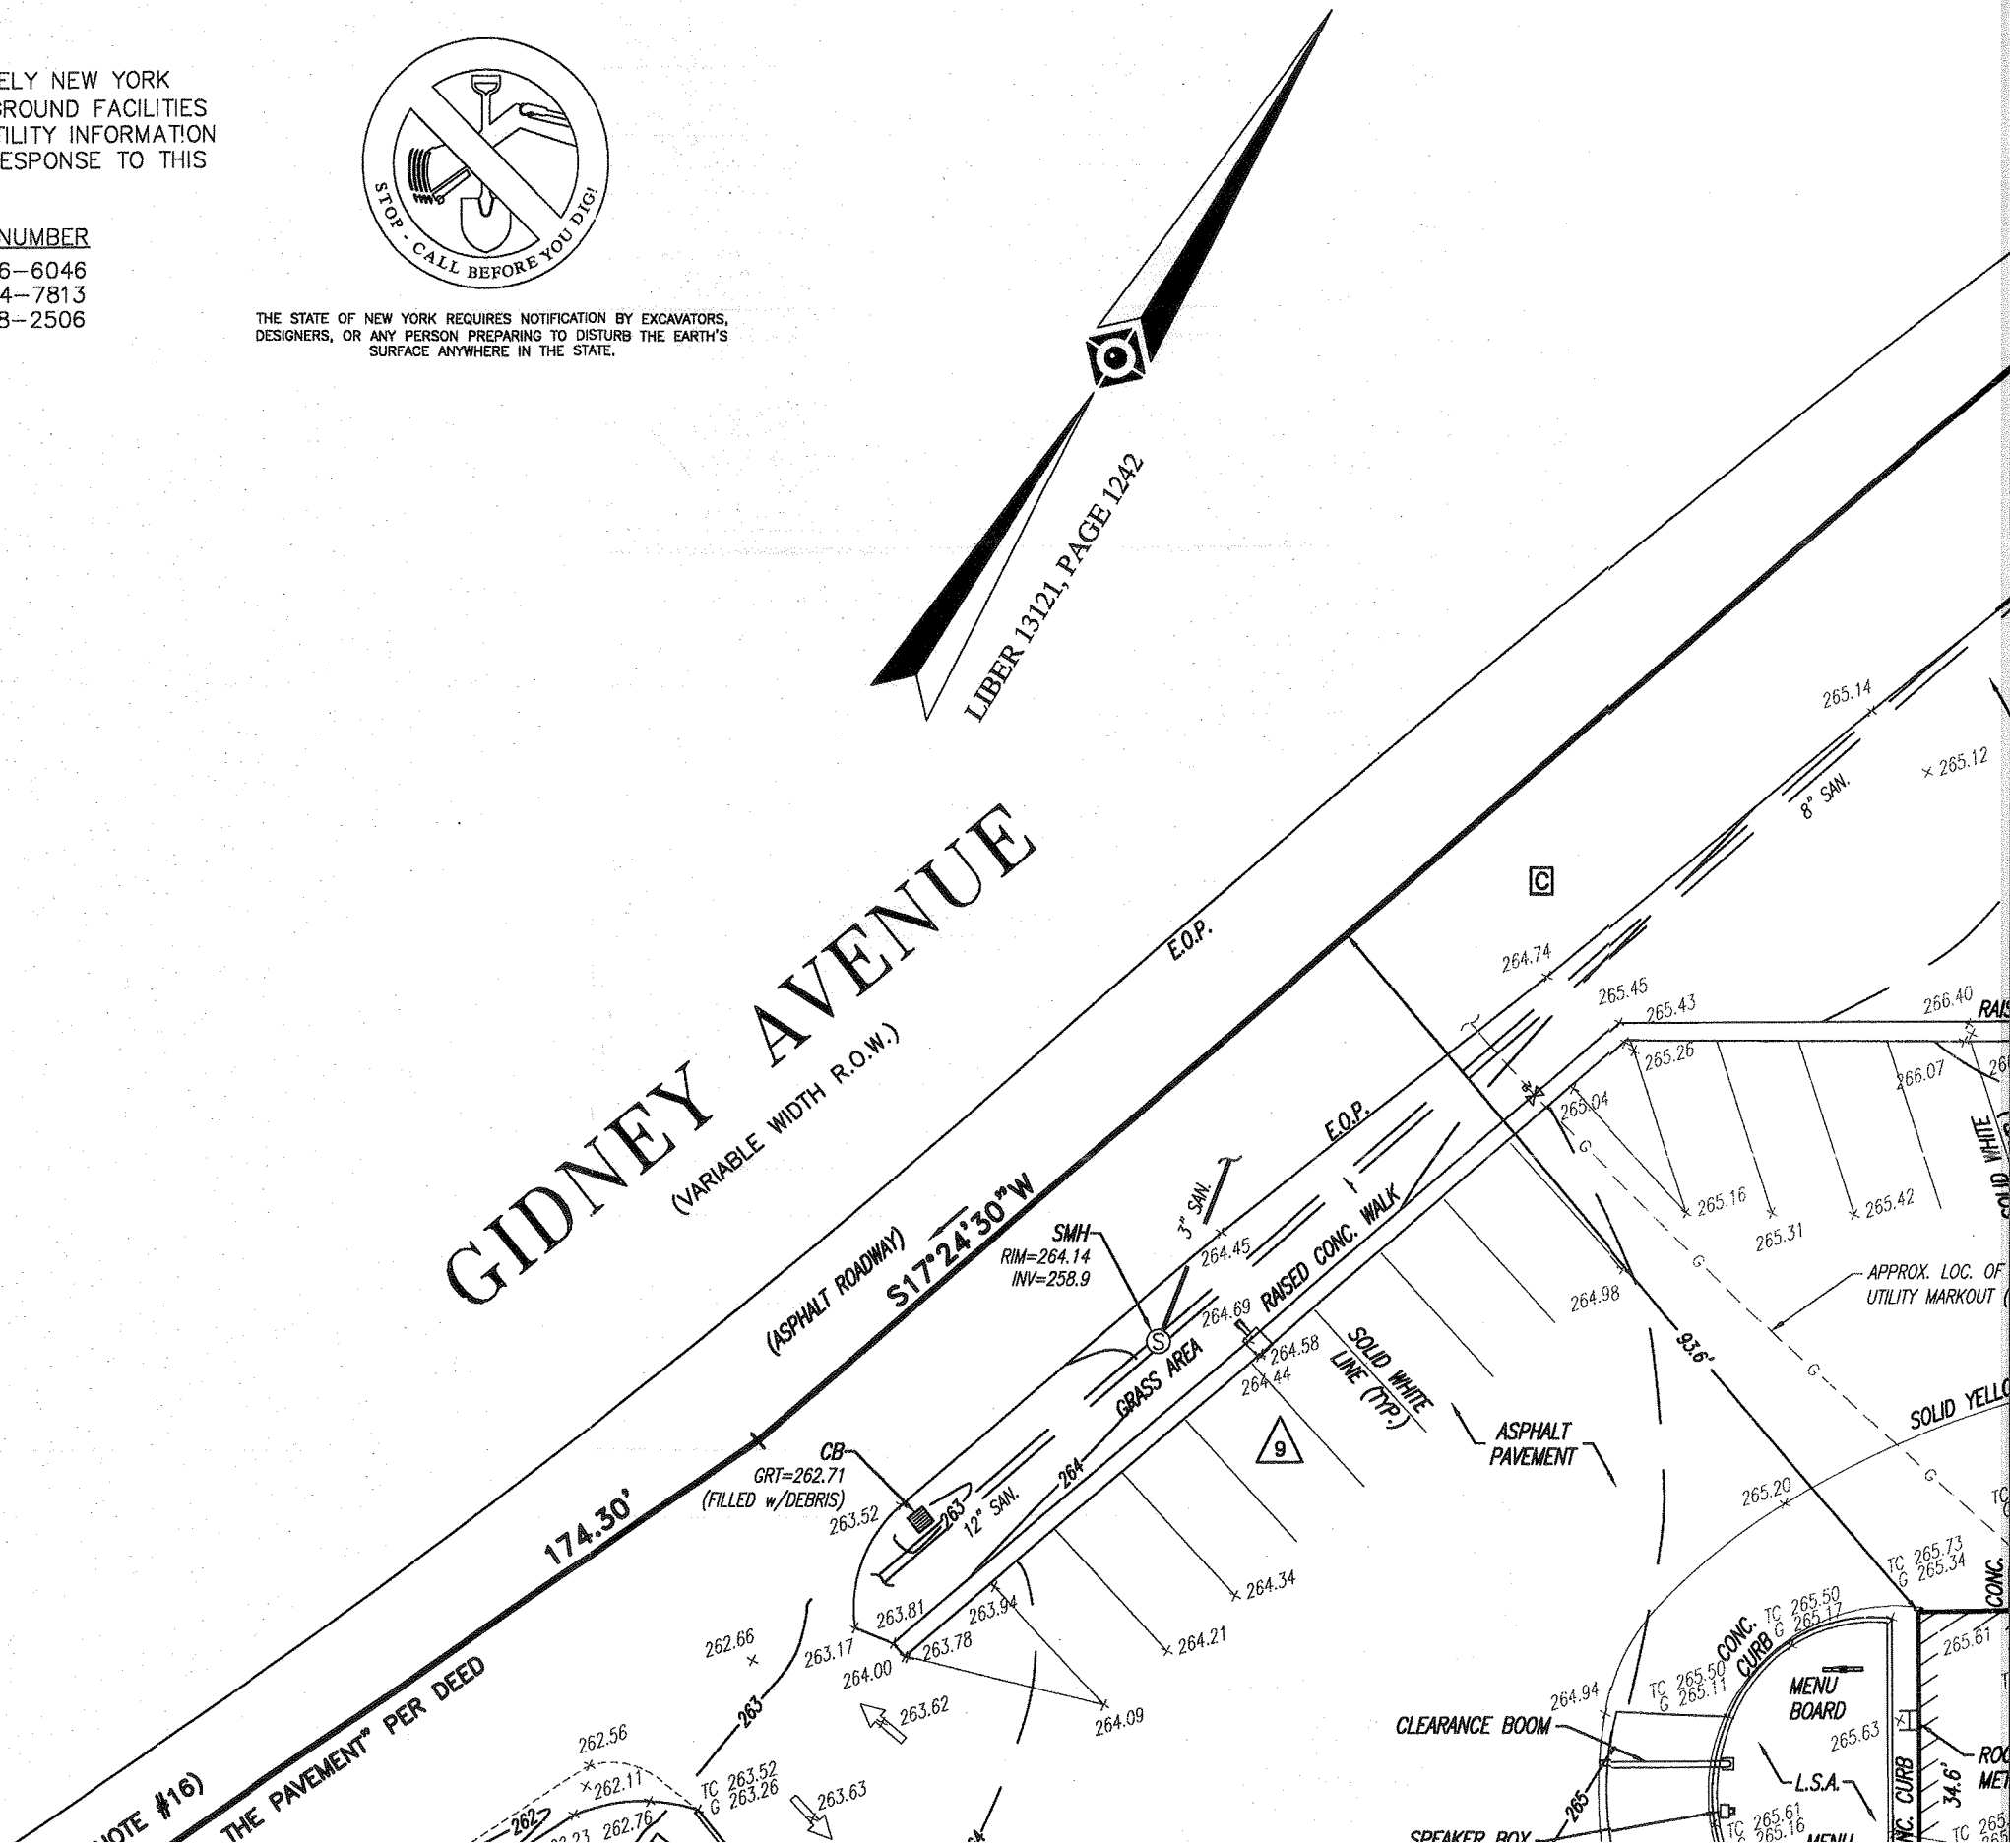 ELY NEW YORK
GROUND FACILITIES
TILITY INFORMATION
ESPONSE TO THIS
NUMBER
6-6046
4-7813
8-2506
STOP - CALL BEFORE YOU DIG!
THE STATE OF NEW YORK REQUIRES NOTIFICATION BY EXCAVATORS,
DESIGNERS, OR ANY PERSON PREPARING TO DISTURB THE EARTH'S
SURFACE ANYWHERE IN THE STATE.
LIBER 13121, PAGE 1242
GIDNEY AVENUE
(VARIABLE WIDTH R.O.W.)
(ASPHALT ROADWAY)
S17°24'30"W
174.30'
THE PAVEMENT" PER DEED
NOTE #16)
E.O.P.
E.O.P.
265.14
265.12
8" SAN.
C
264.74
265.45
265.43
266.40
RAIS
265.26
265.04
266.07
SOLID WHITE
265.16
265.31
265.42
G
G
G
G
APPROX. LOC. OF
UTILITY MARKOUT (
3" SAN.
SMH
RIM=264.14
INV=258.9
S
264.45
264.69
RAISED CONC. WALK
GRASS AREA
264.58
264.44
SOLID WHITE
LINE (TYP.)
264.98
93.6'
9
ASPHALT
PAVEMENT
SOLID YELLO
CB
GRT=262.71
(FILLED w/DEBRIS)
263.52
263
12" SAN.
264
265.20
TC 265.73
G 265.34
CONC.
264.34
263.94
263.81
263.78
263.17
264.00
264.21
264.09
262.66
263
263.62
263.63
262.56
262.11
262.76
262
TC 263.52
G 263.26
TC 265.50
G 265.17
CONC.
CURB
TC 265.50
G 265.11
264.94
265.61
MENU
BOARD
265.63
CLEARANCE BOOM
L.S.A.
265
34.6'
NC. CURB
ROO
MET
TC 265.61
G 265.16
SPEAKER BOX
MENU